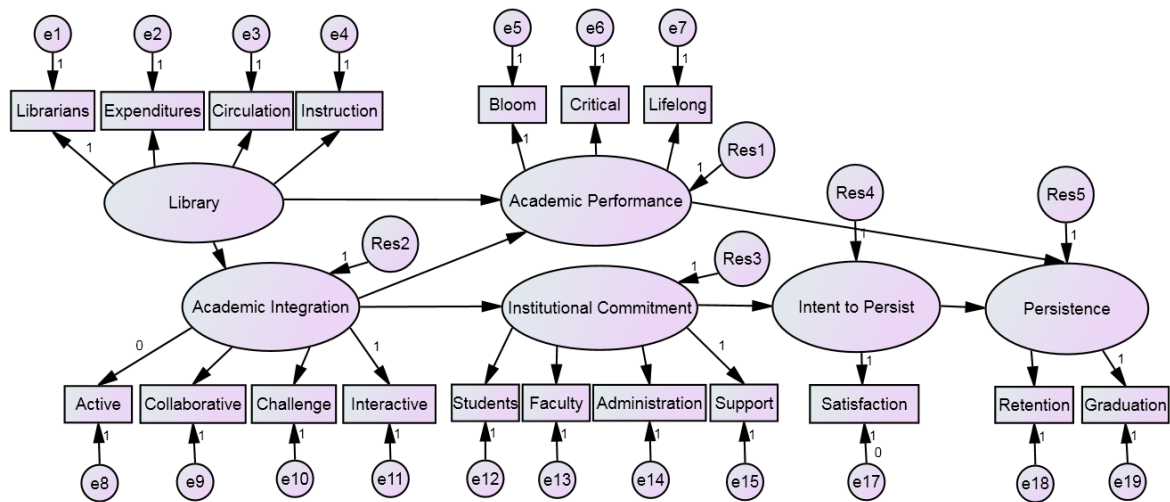 e1
e2
e3
e4
e5
e6
e7
1
1
1
1
1
1
1
Librarians
Expenditures
Circulation
Instruction
Bloom
Critical
Lifelong
1
1
Res1
1
Library
Academic Performance
Res4
1
Res5
1
Res2
1
Res3
1
Academic Integration
Institutional Commitment
Intent to Persist
Persistence
0
1
1
1
1
Active
Collaborative
Challenge
Interactive
Students
Faculty
Administration
Support
Satisfaction
Retention
Graduation
1
1
1
1
1
1
1
1
1
0
1
1
e8
e9
e10
e11
e12
e13
e14
e15
e17
e18
e19